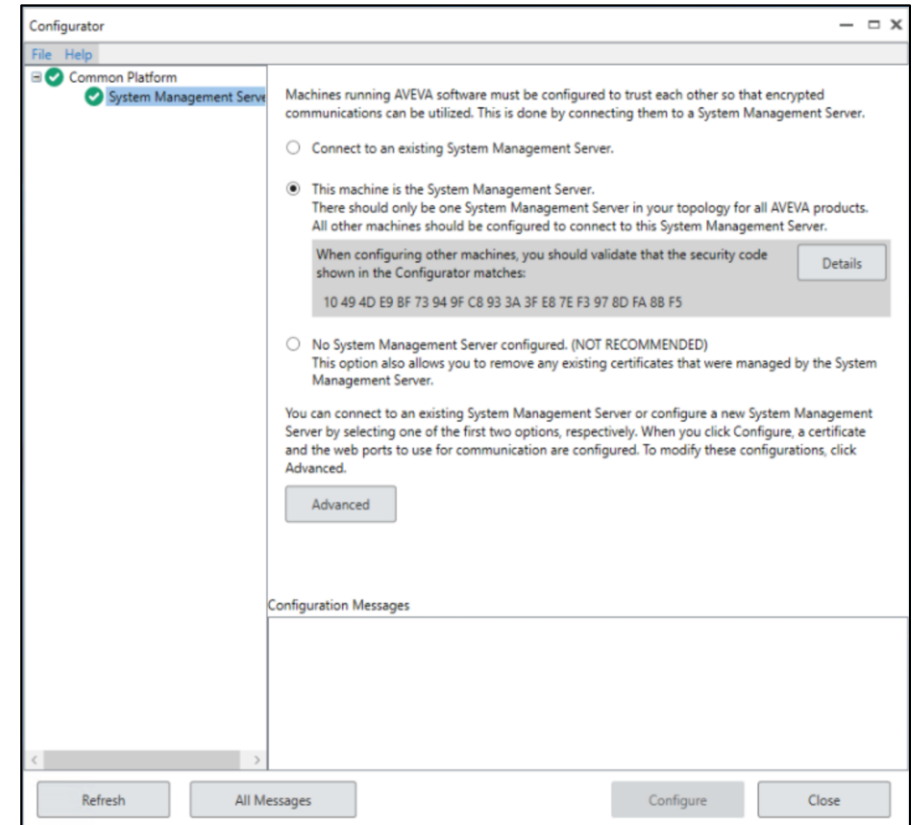 Configurator
File Help
Common Platform
System Management Serve
Machines running AVEVA software must be configured to trust each other so that encrypted
communications can be utilized. This is done by connecting them to a System Management Server.
Connect to an existing System Management Server.
This machine is the System Management Server.
There should only be one System Management Server in your topology for all AVEVA products.
All other machines should be configured to connect to this System Management Server.
When configuring other machines, you should validate that the security code
shown in the Configurator matches:
Details
10 49 4D E9 BF 73 94 9F C8 93 3A 3F E8 7E F3 97 8D FA 8B F5
No System Management Server configured. (NOT RECOMMENDED)
This option also allows you to remove any existing certificates that were managed by the System
Management Server.
You can connect to an existing System Management Server or configure a new System Management
Server by selecting one of the first two options, respectively. When you click Configure, a certificate
and the web ports to use for communication are configured. To modify these configurations, click
Advanced.
Advanced
Configuration Messages
Refresh
All Messages
Configure
Close